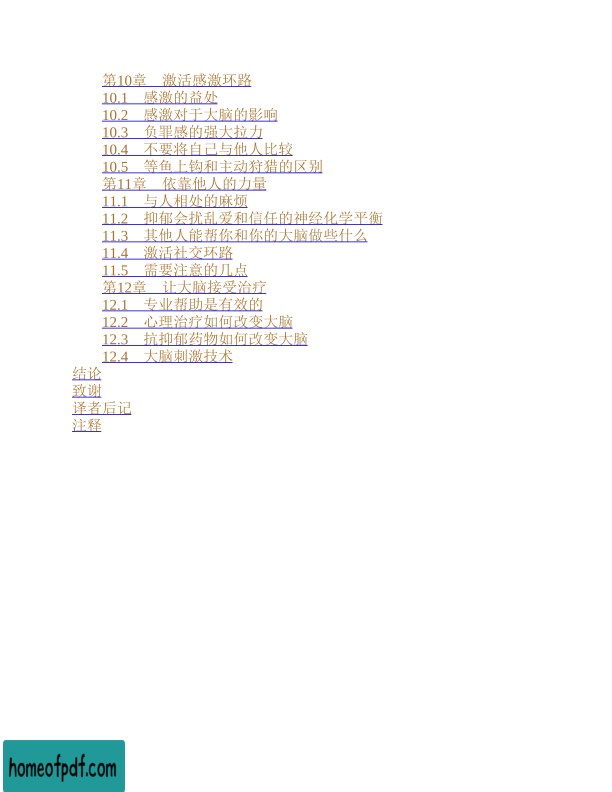 第10章　激活感激环路
10.1　感激的益处
10.2　感激对于大脑的影响
10.3　负罪感的强大拉力
10.4　不要将自己与他人比较
10.5　等鱼上钩和主动狩猎的区别
第11章　依靠他人的力量
11.1　与人相处的麻烦
11.2　抑郁会扰乱爱和信任的神经化学平衡
11.3　其他人能帮你和你的大脑做些什么
11.4　激活社交环路
11.5　需要注意的几点
第12章　让大脑接受治疗
12.1　专业帮助是有效的
12.2　心理治疗如何改变大脑
12.3　抗抑郁药物如何改变大脑
12.4　大脑刺激技术
结论
致谢
译者后记
注释
homeofpdf.com